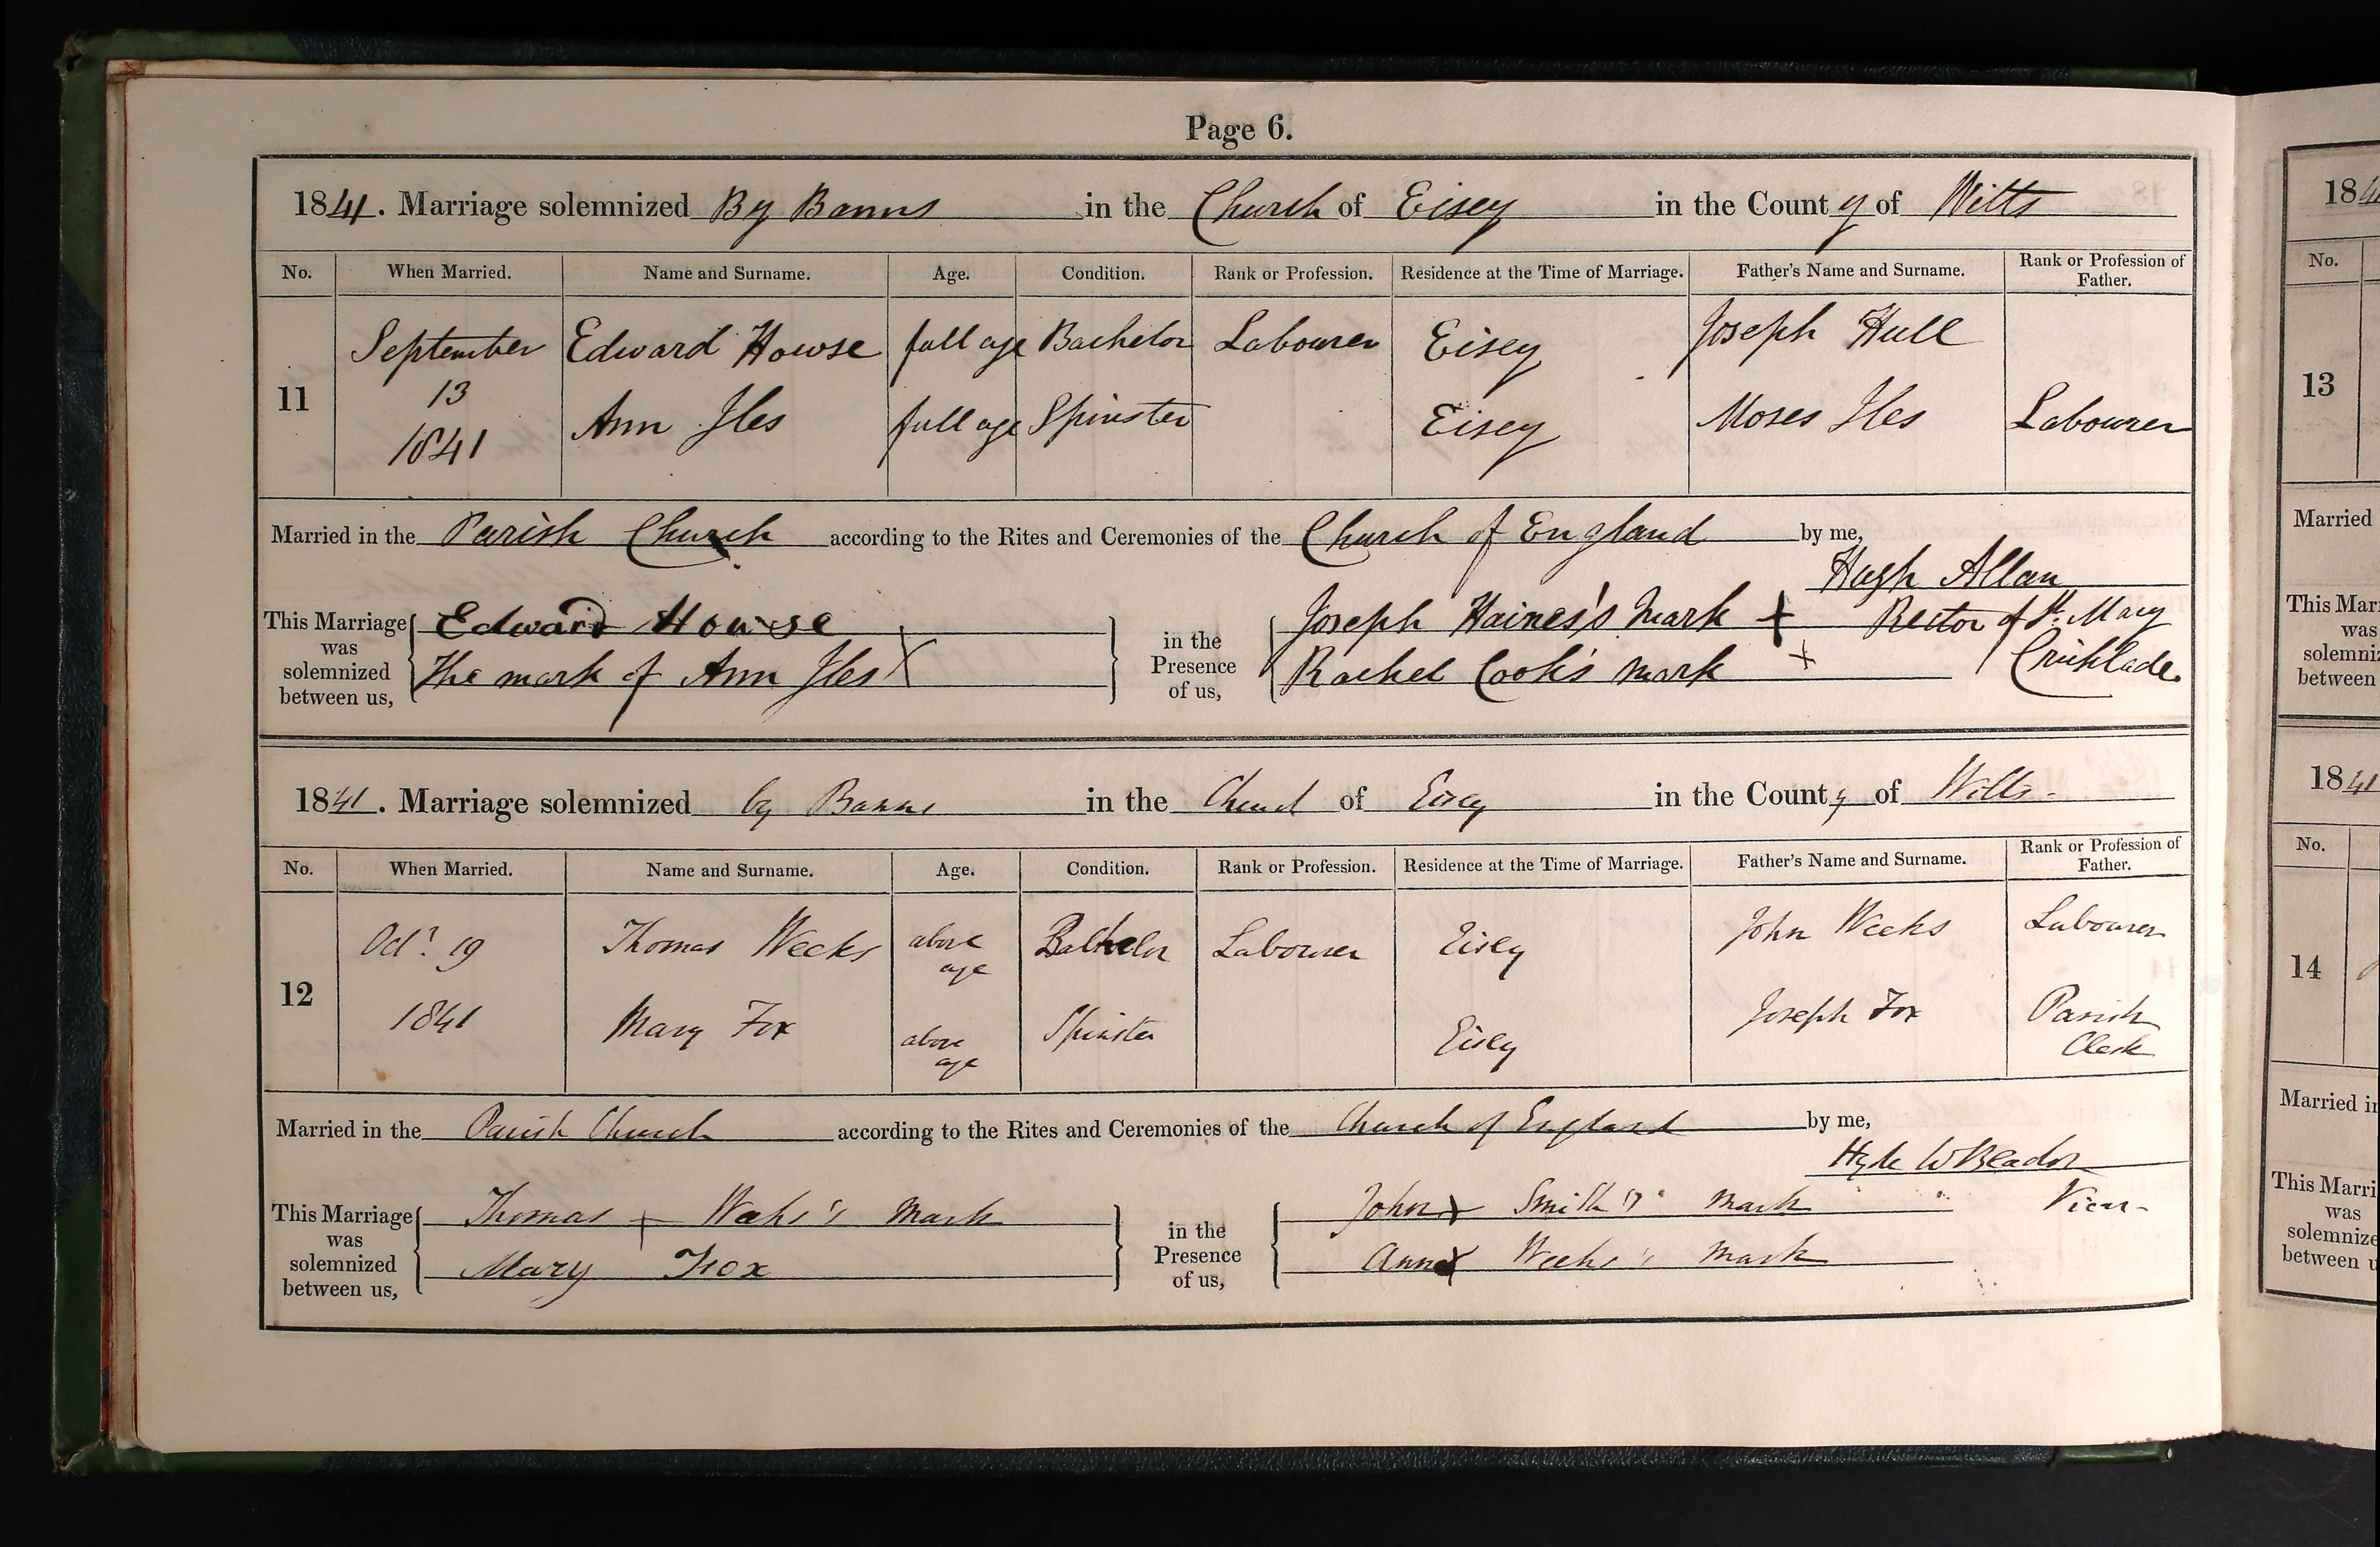 Page 6.
1841. Marriage solemnized By Banns in the Church of Eisey in the County of Wilts
No. When Married. Name and Surname. Age. Condition. Rank or Profession. Residence at the Time of Marriage. Father's Name and Surname. Rank or Profession of Father.
September Edward Howse full age Bachelor Labourer Eisey Joseph Hull
11 13
1841 Ann Iles full age Spinster Eisey Moses Iles Labourer
Married in the Parish Church according to the Rites and Ceremonies of the Church of England by me,
Hugh Allan
Rector of St. Mary
Cricklade.
This Marriage was solemnized between us,
Edward Howse
The mark of Ann Iles X
in the Presence of us,
Joseph Haines's Mark +
Rachel Cook's mark +
1841. Marriage solemnized by Banns in the Church of Eisey in the County of Wilts.
No. When Married. Name and Surname. Age. Condition. Rank or Profession. Residence at the Time of Marriage. Father's Name and Surname. Rank or Profession of Father.
Octr. 19 Thomas Weeks above age Bachelor Labourer Eisey John Weeks Labourer
12
1841 Mary Fox above age Spinster Eisey Joseph Fox Parish Clerk
Married in the Parish Church according to the Rites and Ceremonies of the Church of England by me,
Hyde W Beadon
Vicar.
This Marriage was solemnized between us,
Thomas + Weeks's Mark
Mary Fox
in the Presence of us,
John X Smith's Mark
Ann X Weeks's Mark
184
No.
13
Married
This Mar
was
solemniz
between
1841
No.
14
Married in
This Marri
was
solemnize
between u